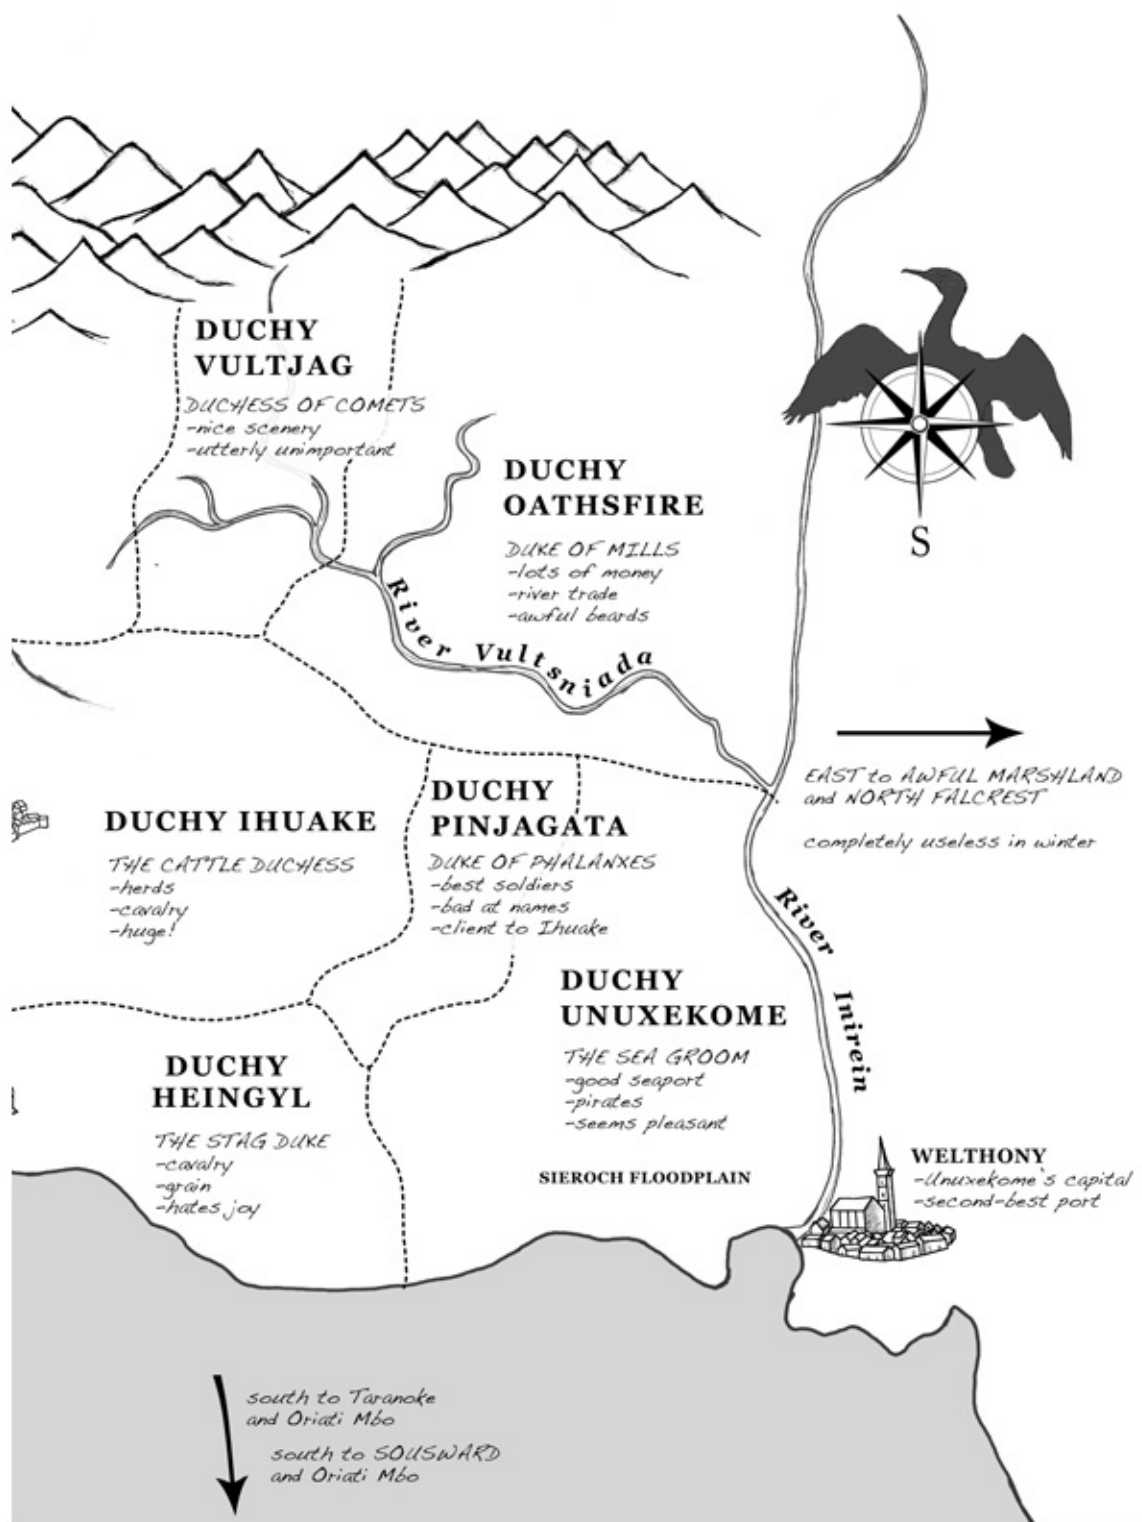 DUCHY
VULTJAG
DUCHESS OF COMETS
-nice scenery
-utterly unimportant
DUCHY
OATHSFIRE
DUKE OF MILLS
-lots of money
-river trade
-awful beards
S
River Vultsniada
EAST to AWFUL MARSHLAND
and NORTH FALCREST
completely useless in winter
DUCHY IHUAKE
THE CATTLE DUCHESS
-herds
-cavalry
-huge!
DUCHY
PINJAGATA
DUKE OF PHALANXES
-best soldiers
-bad at names
-client to Ihuake
River Inirein
DUCHY
UNUXEKOME
THE SEA GROOM
-good seaport
-pirates
-seems pleasant
SIEROCH FLOODPLAIN
DUCHY
HEINGYL
THE STAG DUKE
-cavalry
-grain
-hates joy
WELTHONY
-Unuxekome's capital
-second-best port
south to Taranoke
and Oriati Mbo
south to SOUSWARD
and Oriati Mbo